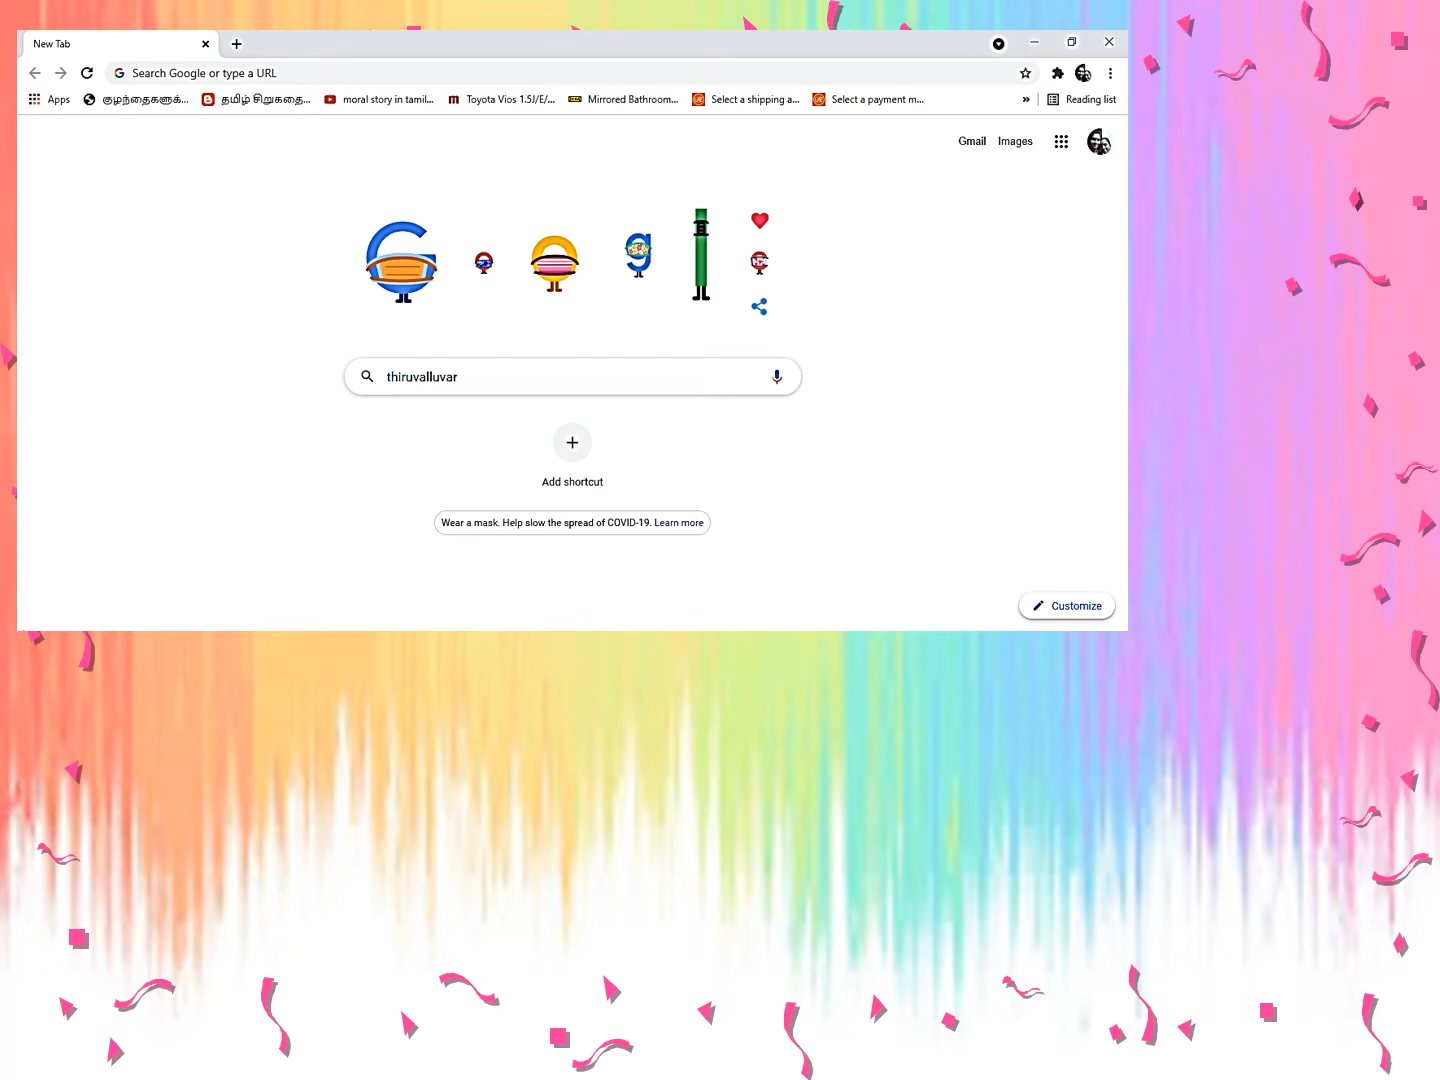 New Tab
Search Google or type a URL
Apps குழந்தைகளுக்... தமிழ் சிறுகதை... moral story in tamil... Toyota Vios 1.5J/E/... Mirrored Bathroom... Select a shipping a... Select a payment m... » Reading list
Gmail Images
thiruvalluvar
Add shortcut
Wear a mask. Help slow the spread of COVID-19. Learn more
Customize